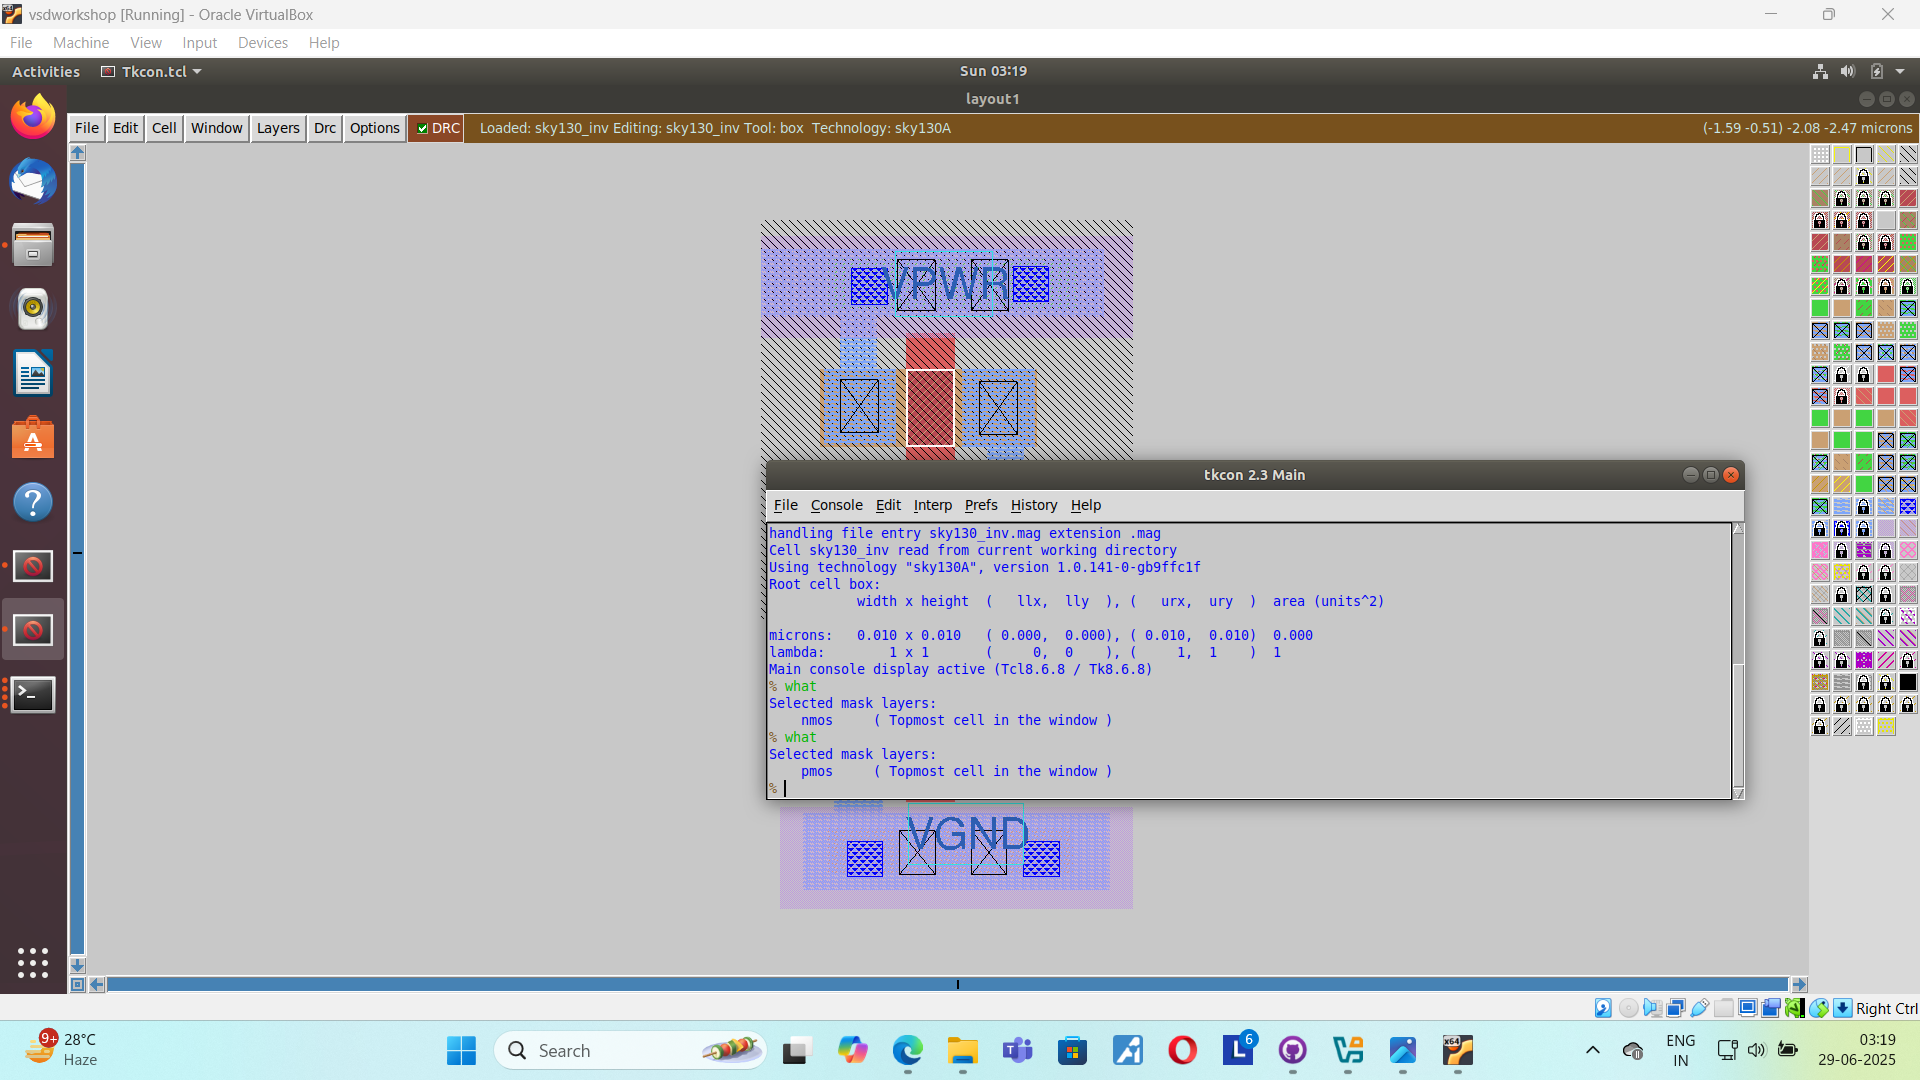 vsdworkshop [Running] - Oracle VirtualBox
File Machine View Input Devices Help
Activities Tkcon.tcl Sun 03:19
layout1
File Edit Cell Window Layers Drc Options DRC Loaded: sky130_inv Editing: sky130_inv Tool: box Technology: sky130A (-1.59 -0.51) -2.08 -2.47 microns
VPWR
tkcon 2.3 Main
File Console Edit Interp Prefs History Help
handling file entry sky130_inv.mag extension .mag
Cell sky130_inv read from current working directory
Using technology "sky130A", version 1.0.141-0-gb9ffc1f
Root cell box:
width x height ( llx, lly ), ( urx, ury ) area (units^2)
microns: 0.010 x 0.010 ( 0.000, 0.000), ( 0.010, 0.010) 0.000
lambda: 1 x 1 ( 0, 0 ), ( 1, 1 ) 1
Main console display active (Tcl8.6.8 / Tk8.6.8)
% what
Selected mask layers:
nmos ( Topmost cell in the window )
% what
Selected mask layers:
pmos ( Topmost cell in the window )
%
VGND
Right Ctrl
9+ 28°C
Haze
Search
6
ENG
IN
03:19
29-06-2025